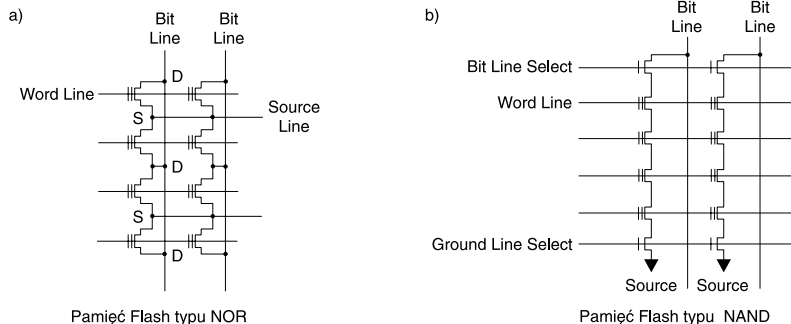 a)
Bit
Line
Bit
Line
D
Word Line
S
Source
Line
D
S
D
Pamięć Flash typu NOR
b)
Bit
Line
Bit
Line
Bit Line Select
Word Line
Ground Line Select
Source
Source
Pamięć Flash typu NAND